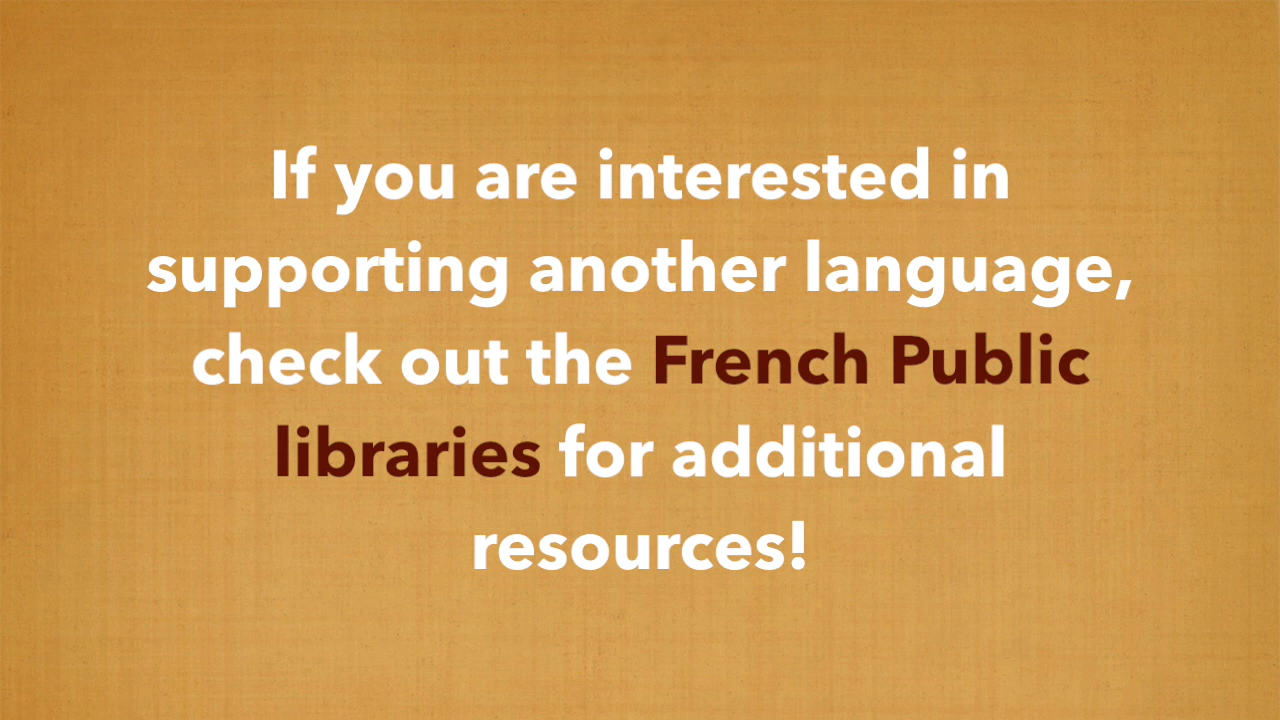 If you are interested in
supporting another language,
check out the French Public
libraries for additional
resources!